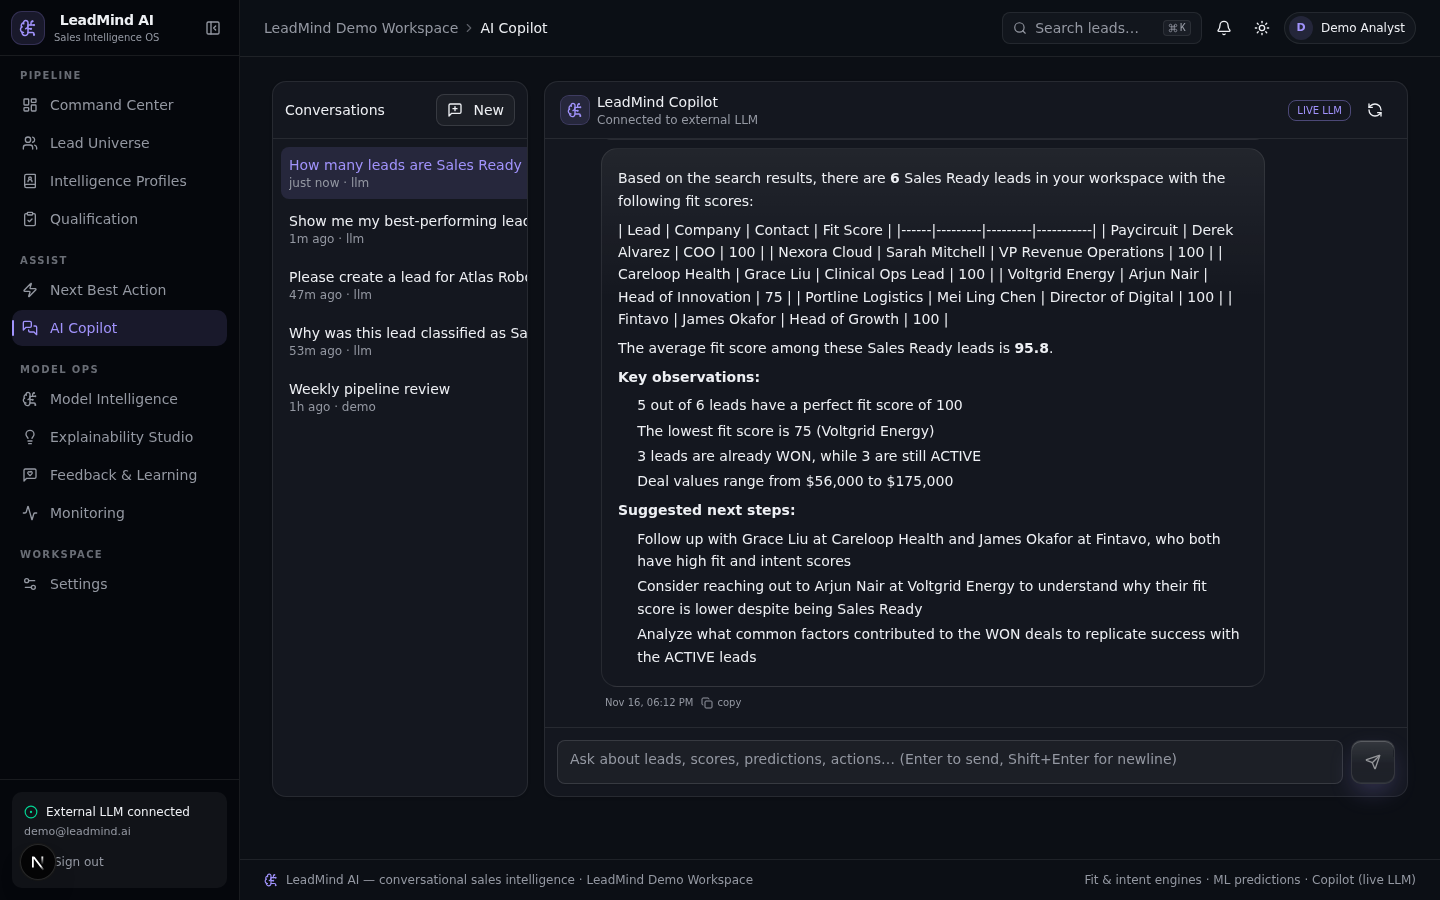 LeadMind AI
Sales Intelligence OS
PIPELINE
Command Center
Lead Universe
Intelligence Profiles
Qualification
ASSIST
Next Best Action
AI Copilot
MODEL OPS
Model Intelligence
Explainability Studio
Feedback & Learning
Monitoring
WORKSPACE
Settings
External LLM connected
demo@leadmind.ai
Sign out
LeadMind Demo Workspace > AI Copilot
Search leads…
⌘K
D
Demo Analyst
Conversations
New
How many leads are Sales Ready
just now · llm
Show me my best-performing lead
1m ago · llm
Please create a lead for Atlas Robo
47m ago · llm
Why was this lead classified as Sa
53m ago · llm
Weekly pipeline review
1h ago · demo
LeadMind Copilot
Connected to external LLM
LIVE LLM
Based on the search results, there are 6 Sales Ready leads in your workspace with the
following fit scores:
| Lead | Company | Contact | Fit Score | |------|---------|---------|-----------| | Paycircuit | Derek
Alvarez | COO | 100 | | Nexora Cloud | Sarah Mitchell | VP Revenue Operations | 100 | |
Careloop Health | Grace Liu | Clinical Ops Lead | 100 | | Voltgrid Energy | Arjun Nair |
Head of Innovation | 75 | | Portline Logistics | Mei Ling Chen | Director of Digital | 100 | |
Fintavo | James Okafor | Head of Growth | 100 |
The average fit score among these Sales Ready leads is 95.8.
Key observations:
5 out of 6 leads have a perfect fit score of 100
The lowest fit score is 75 (Voltgrid Energy)
3 leads are already WON, while 3 are still ACTIVE
Deal values range from $56,000 to $175,000
Suggested next steps:
Follow up with Grace Liu at Careloop Health and James Okafor at Fintavo, who both
have high fit and intent scores
Consider reaching out to Arjun Nair at Voltgrid Energy to understand why their fit
score is lower despite being Sales Ready
Analyze what common factors contributed to the WON deals to replicate success with
the ACTIVE leads
Nov 16, 06:12 PM
copy
Ask about leads, scores, predictions, actions… (Enter to send, Shift+Enter for newline)
LeadMind AI — conversational sales intelligence · LeadMind Demo Workspace
Fit & intent engines · ML predictions · Copilot (live LLM)